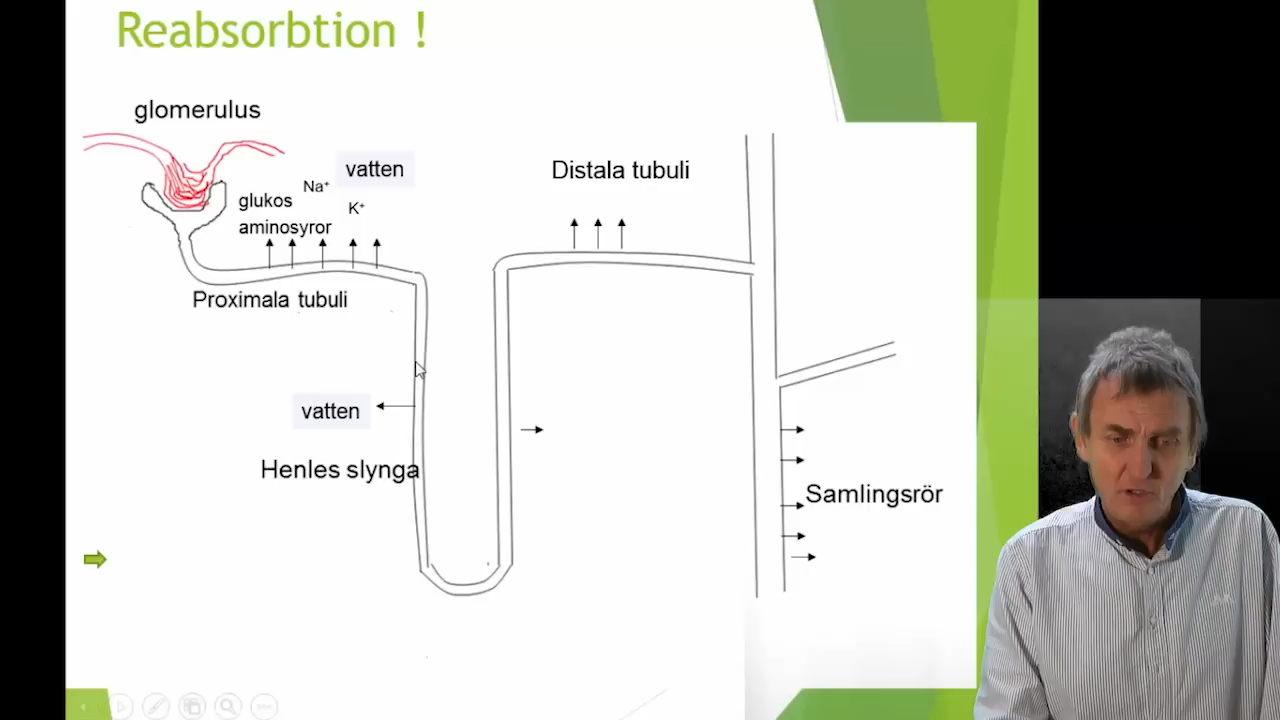 Reabsorbtion !
glomerulus
vatten
Na⁺
glukos
K⁺
aminosyror
Distala tubuli
Proximala tubuli
vatten
Henles slynga
Samlingsrör